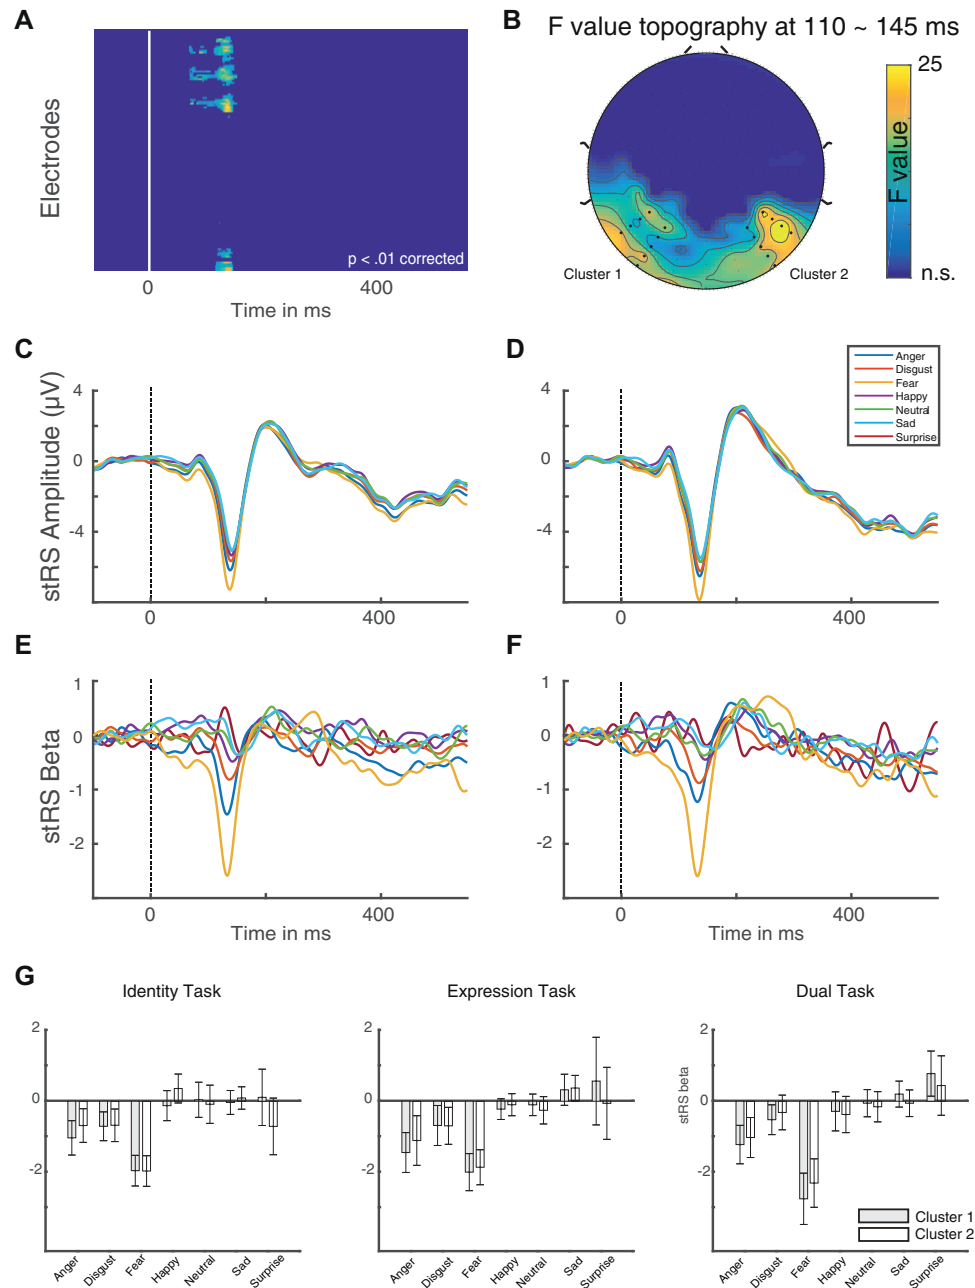 A
Electrodes
p < .01 corrected
0
400
Time in ms
B
F value topography at 110 ~ 145 ms
Cluster 1
Cluster 2
25
F value
n.s.
C
stRS Amplitude (µV)
4
0
-4
0
400
D
4
0
-4
0
400
Anger
Disgust
Fear
Happy
Neutral
Sad
Surprise
E
stRS Beta
1
0
-1
-2
0
400
Time in ms
F
1
0
-1
-2
0
400
Time in ms
G
Identity Task
2
0
-2
Anger
Disgust
Fear
Happy
Neutral
Sad
Surprise
Expression Task
2
0
-2
Anger
Disgust
Fear
Happy
Neutral
Sad
Surprise
Dual Task
stRS beta
2
0
-2
Anger
Disgust
Fear
Happy
Neutral
Sad
Surprise
Cluster 1
Cluster 2